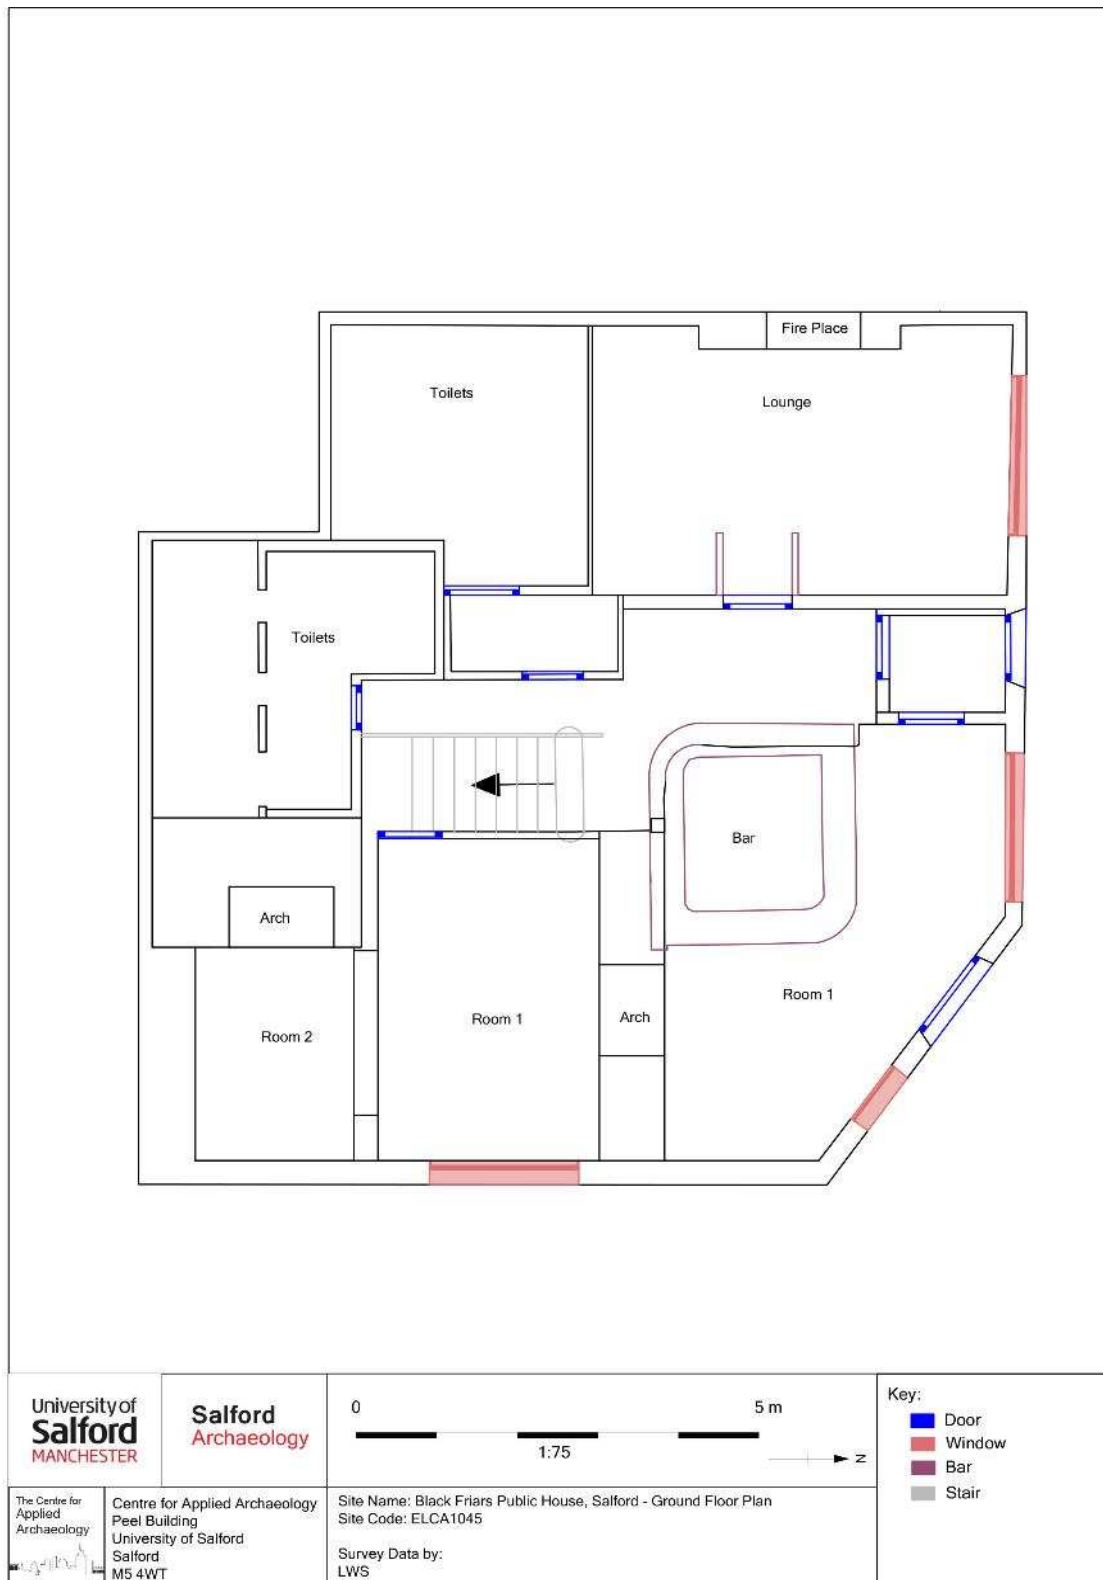 Fire Place
Toilets
Lounge
Toilets
Bar
Arch
Room 1
Room 1
Arch
Room 2
University of
Salford
MANCHESTER
Salford
Archaeology
0
5 m
1:75
N
Key:
Door
Window
Bar
Stair
The Centre for
Applied
Archaeology
Centre for Applied Archaeology
Peel Building
University of Salford
Salford
M5 4WT
Site Name: Black Friars Public House, Salford - Ground Floor Plan
Site Code: ELCA1045
Survey Data by:
LWS